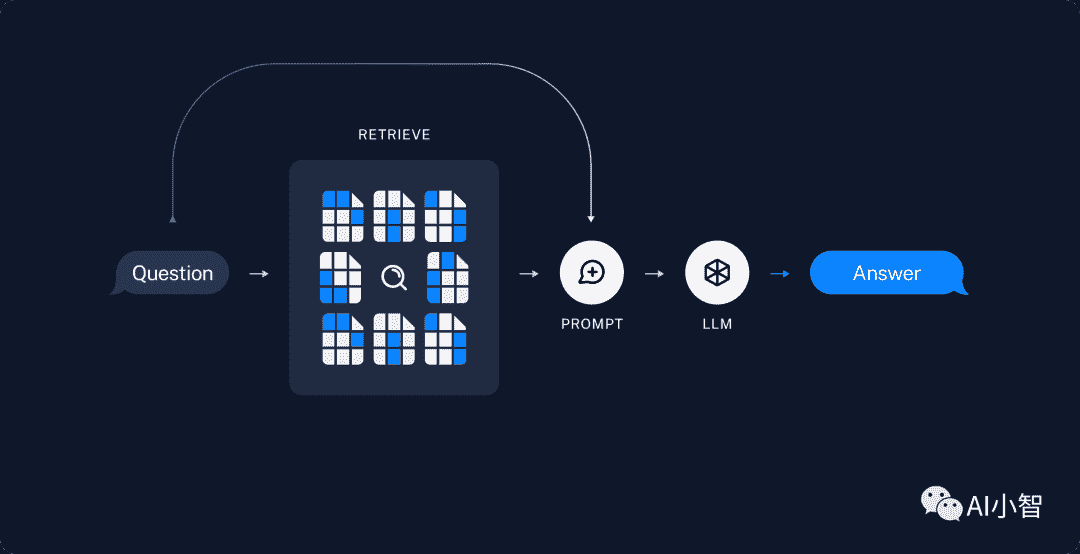 RETRIEVE
Question
Answer
PROMPT
LLM
AI小智